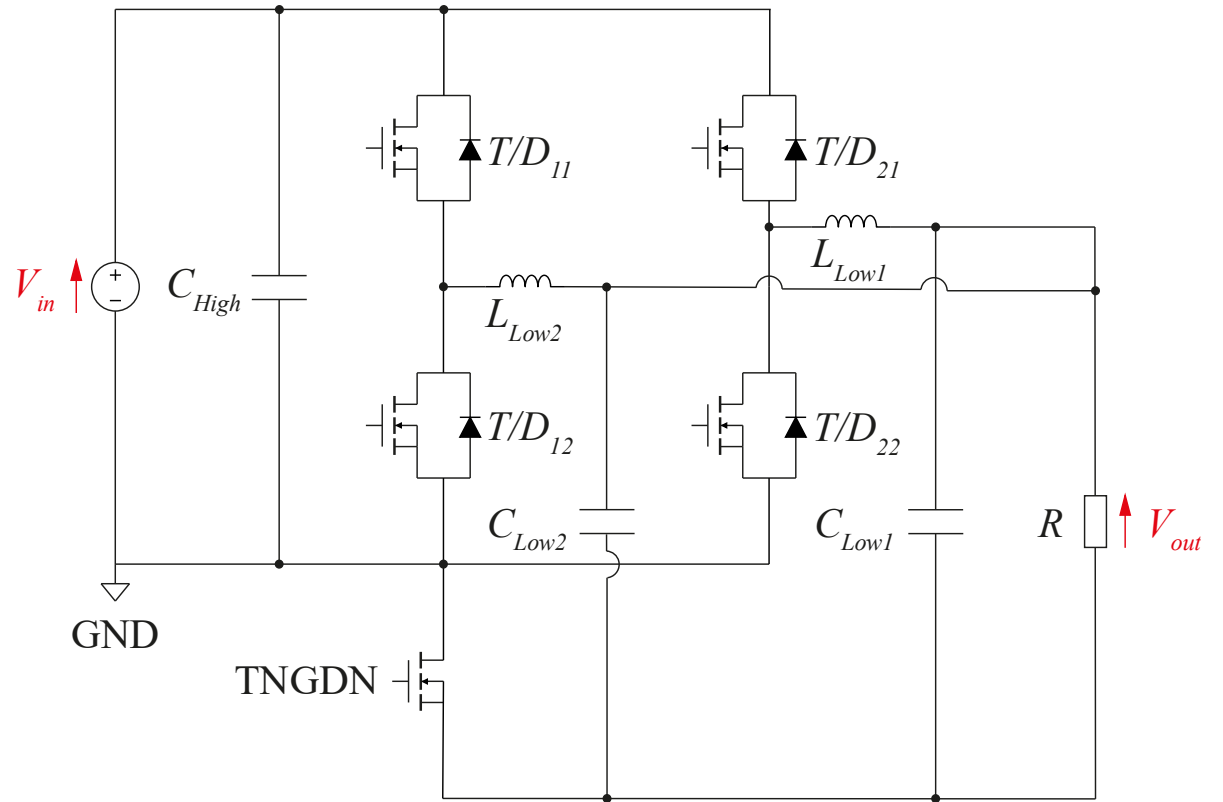 T/D11
T/D21
Vin
+
−
CHigh
LLow1
LLow2
T/D12
T/D22
CLow2
CLow1
R
Vout
GND
TNGDN